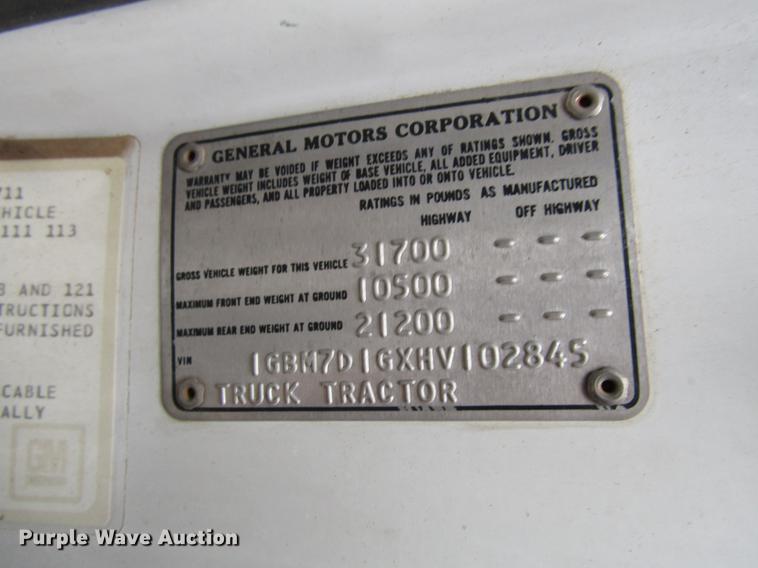 711
HICLE
111 113
B AND 121
TRUCTIONS
FURNISHED
CABLE
ALLY
GM
GENERAL MOTORS CORPORATION
WARRANTY MAY BE VOIDED IF WEIGHT EXCEEDS ANY OF RATINGS SHOWN. GROSS
VEHICLE WEIGHT INCLUDES WEIGHT OF BASE VEHICLE, ALL ADDED EQUIPMENT, DRIVER
AND PASSENGERS, AND ALL PROPERTY LOADED INTO OR ONTO VEHICLE.
RATINGS IN POUNDS AS MANUFACTURED
HIGHWAY OFF HIGHWAY
GROSS VEHICLE WEIGHT FOR THIS VEHICLE 31700 - - -
MAXIMUM FRONT END WEIGHT AT GROUND 10500 - - -
MAXIMUM REAR END WEIGHT AT GROUND 21200 - - -
VIN 1GBM7D1GXHV102845
TRUCK TRACTOR
Purple Wave Auction